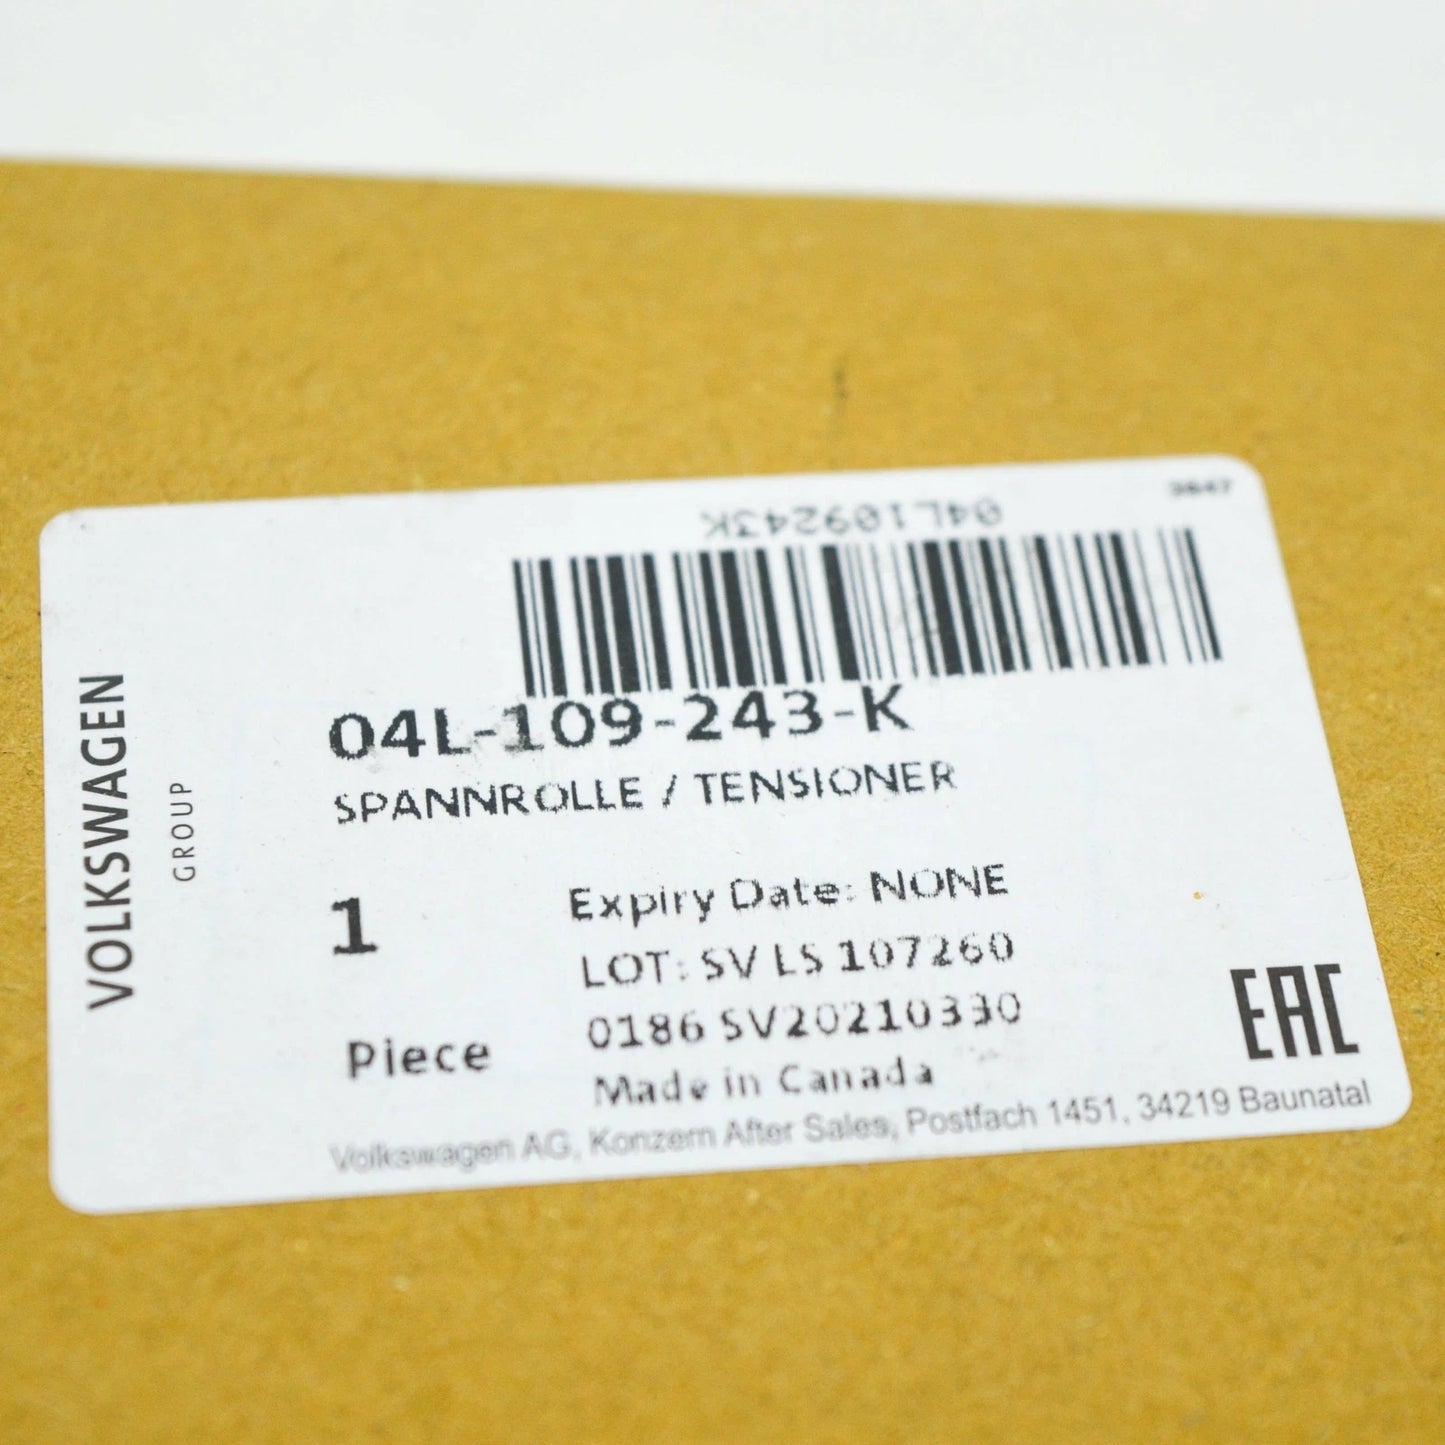 3647
04L109243K
04L-109-243-K
SPANNROLLE / TENSIONER
1
Piece
Expiry Date: NONE
LOT: SV LS 107260
0186 SV20210330
Made in Canada
Volkswagen AG, Konzern After Sales, Postfach 1451, 34219 Baunatal
VOLKSWAGEN
GROUP
EAC